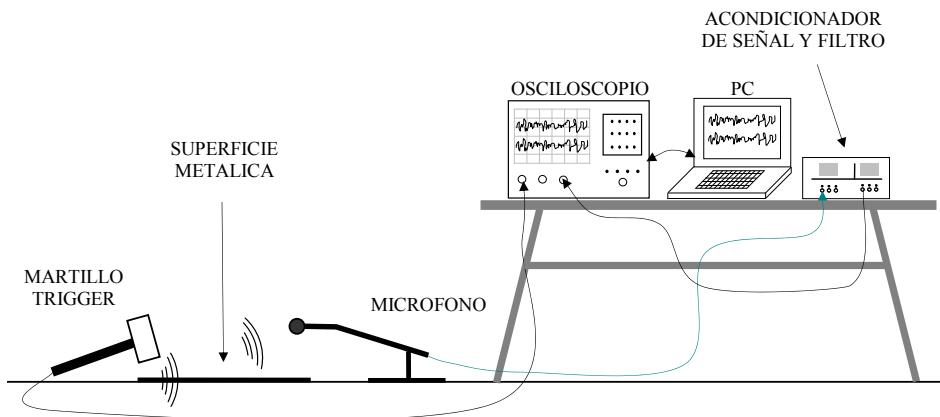 ACONDICIONADOR
DE SEÑAL Y FILTRO
OSCILOSCOPIO
PC
SUPERFICIE
METALICA
MARTILLO
TRIGGER
MICROFONO